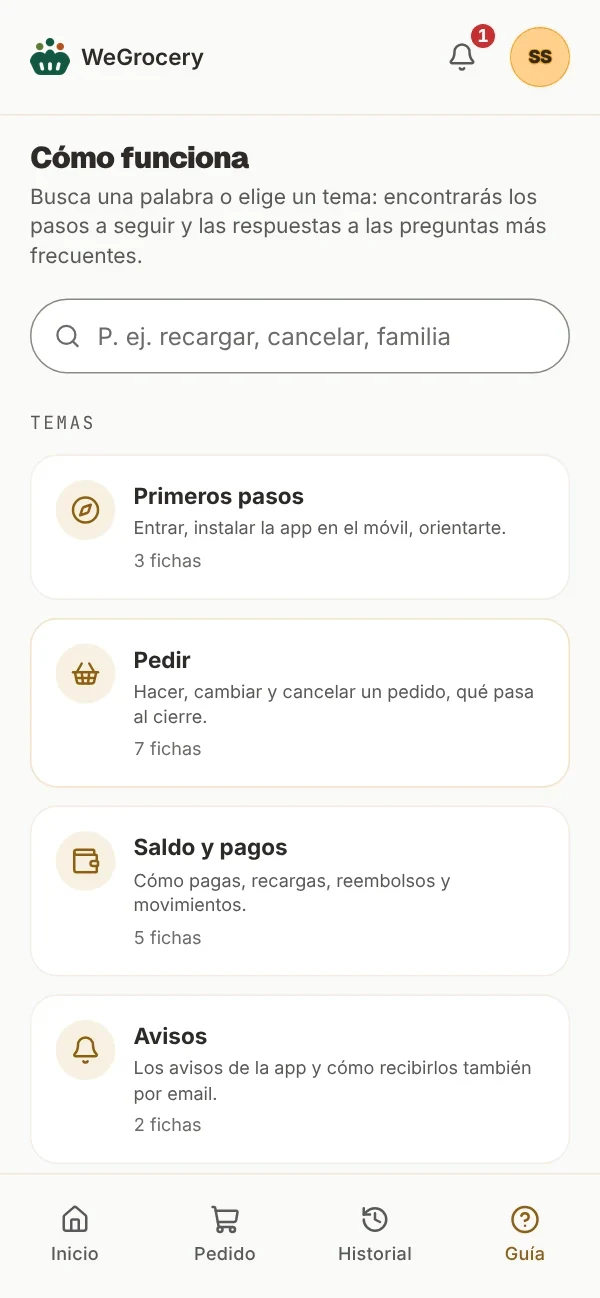 WeGrocery
1
SS
Cómo funciona
Busca una palabra o elige un tema: encontrarás los
pasos a seguir y las respuestas a las preguntas más
frecuentes.
P. ej. recargar, cancelar, familia
TEMAS
Primeros pasos
Entrar, instalar la app en el móvil, orientarte.
3 fichas
Pedir
Hacer, cambiar y cancelar un pedido, qué pasa
al cierre.
7 fichas
Saldo y pagos
Cómo pagas, recargas, reembolsos y
movimientos.
5 fichas
Avisos
Los avisos de la app y cómo recibirlos también
por email.
2 fichas
Inicio
Pedido
Historial
Guía